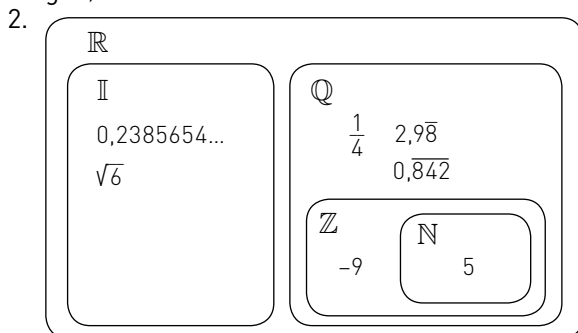 2.
ℝ
𝕀 ℚ
0,2385654... 1/4 2,98̅
√6 0,8̅4̅2̅
ℤ ℕ
–9 5